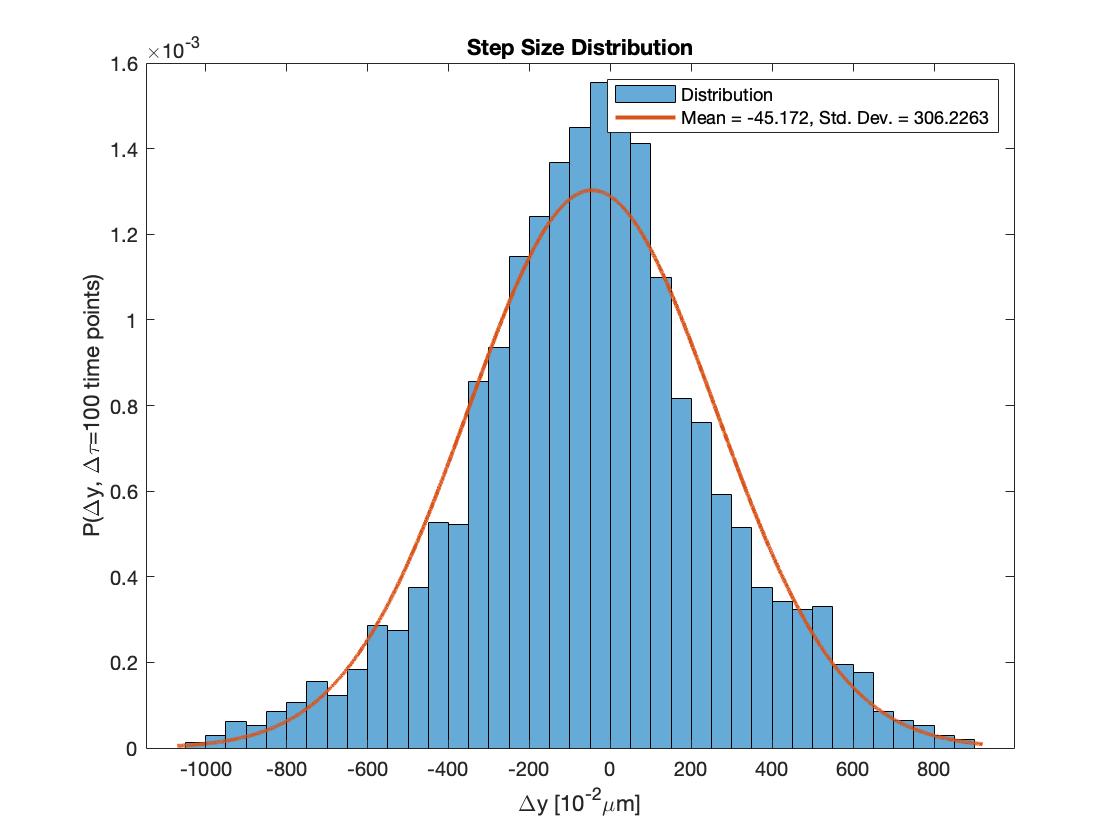 Step Size Distribution
×10⁻³
Distribution
Mean = -45.172, Std. Dev. = 306.2263
1.6
1.4
1.2
1
0.8
0.6
0.4
0.2
0
P(Δy, Δτ=100 time points)
-1000 -800 -600 -400 -200 0 200 400 600 800
Δy [10⁻²μm]